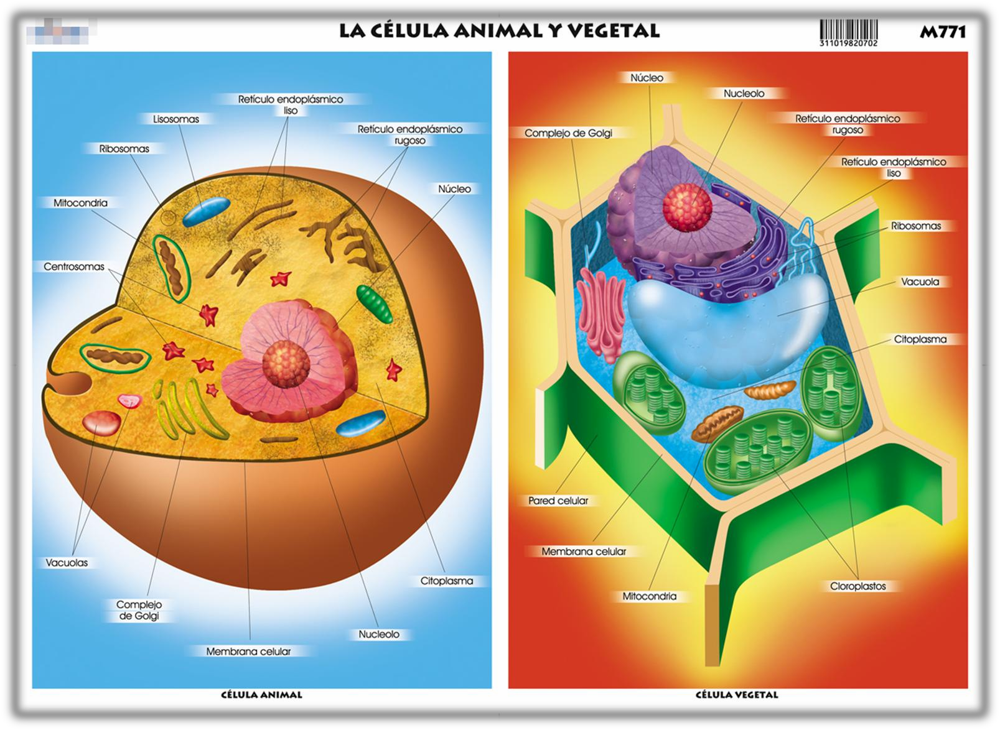 LA CÉLULA ANIMAL Y VEGETAL
311019820702
M771
Retículo endoplásmico
liso
Lisosomas
Retículo endoplásmico
rugoso
Ribosomas
Núcleo
Mitocondria
Centrosomas
Vacuolas
Citoplasma
Complejo
de Golgi
Nucleolo
Membrana celular
CÉLULA ANIMAL
Núcleo
Nucleolo
Retículo endoplásmico
rugoso
Complejo de Golgi
Retículo endoplásmico
liso
Ribosomas
Vacuola
Citoplasma
Pared celular
Membrana celular
Cloroplastos
Mitocondria
CÉLULA VEGETAL